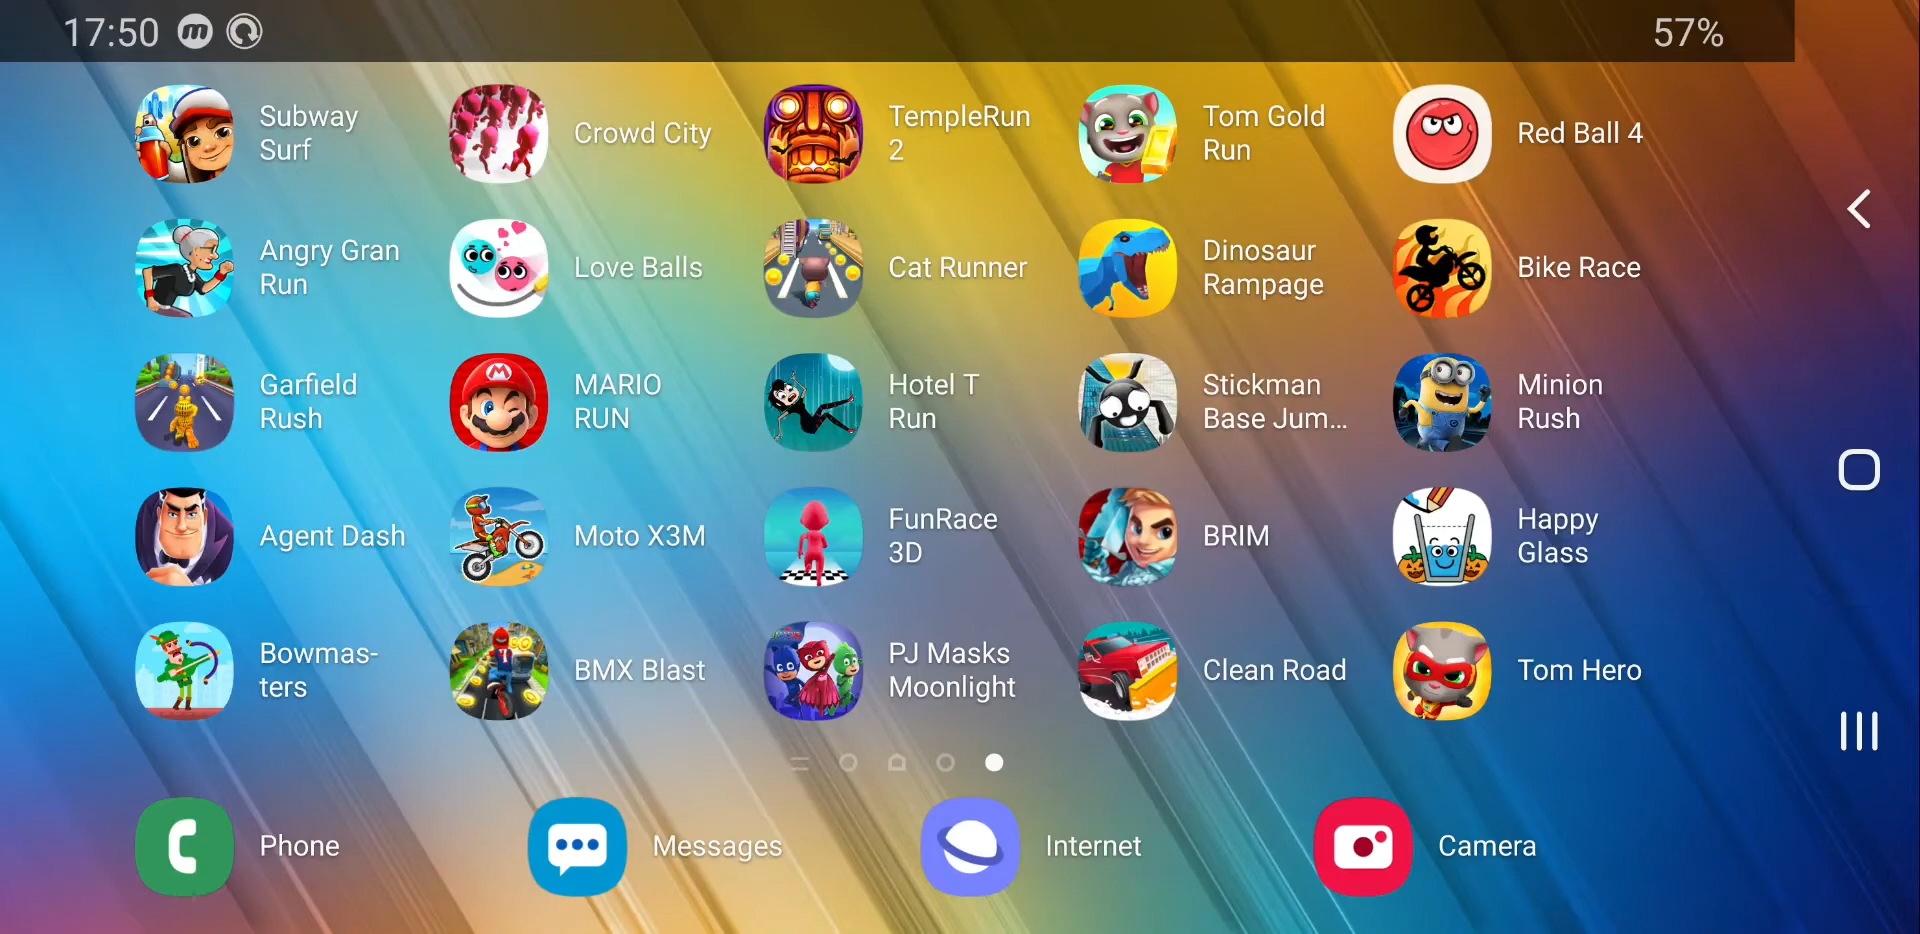 17:50
57%
Subway
Surf
Crowd City
TempleRun
2
Tom Gold
Run
Red Ball 4
Angry Gran
Run
Love Balls
Cat Runner
Dinosaur
Rampage
Bike Race
Garfield
Rush
MARIO
RUN
Hotel T
Run
Stickman
Base Jum...
Minion
Rush
Agent Dash
Moto X3M
FunRace
3D
BRIM
Happy
Glass
Bowmas-
ters
BMX Blast
PJ Masks
Moonlight
Clean Road
Tom Hero
Phone
Messages
Internet
Camera